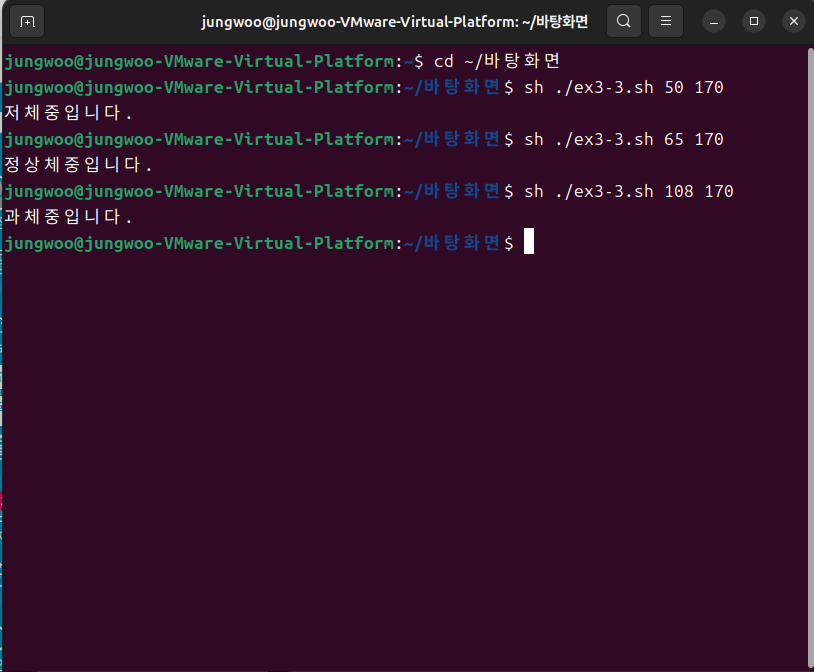 jungwoo@jungwoo-VMware-Virtual-Platform: ~/바탕화면
jungwoo@jungwoo-VMware-Virtual-Platform:~$ cd ~/바탕화면
jungwoo@jungwoo-VMware-Virtual-Platform:~/바탕화면$ sh ./ex3-3.sh 50 170
저체중입니다.
jungwoo@jungwoo-VMware-Virtual-Platform:~/바탕화면$ sh ./ex3-3.sh 65 170
정상체중입니다.
jungwoo@jungwoo-VMware-Virtual-Platform:~/바탕화면$ sh ./ex3-3.sh 108 170
과체중입니다.
jungwoo@jungwoo-VMware-Virtual-Platform:~/바탕화면$